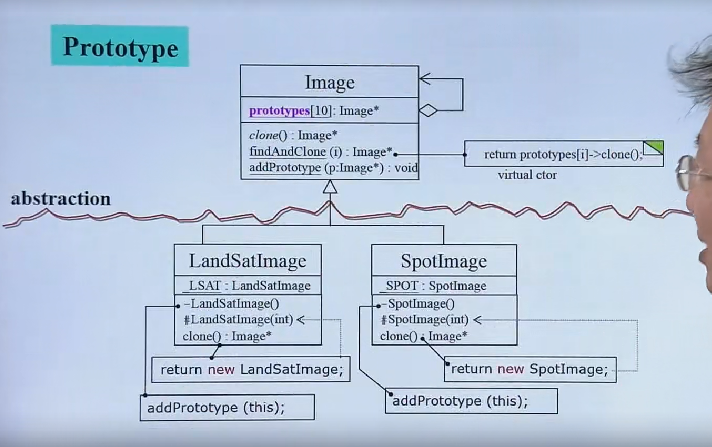 Prototype
Image
prototypes[10]: Image*
clone() : Image*
findAndClone (i) : Image*
addPrototype (p:Image*) : void
return prototypes[i]->clone();
virtual ctor
abstraction
LandSatImage
_LSAT : LandSatImage
-LandSatImage()
#LandSatImage(int)
clone() : Image*
SpotImage
_SPOT : SpotImage
-SpotImage()
#SpotImage(int)
clone() : Image*
return new LandSatImage;
return new SpotImage;
addPrototype (this);
addPrototype (this);